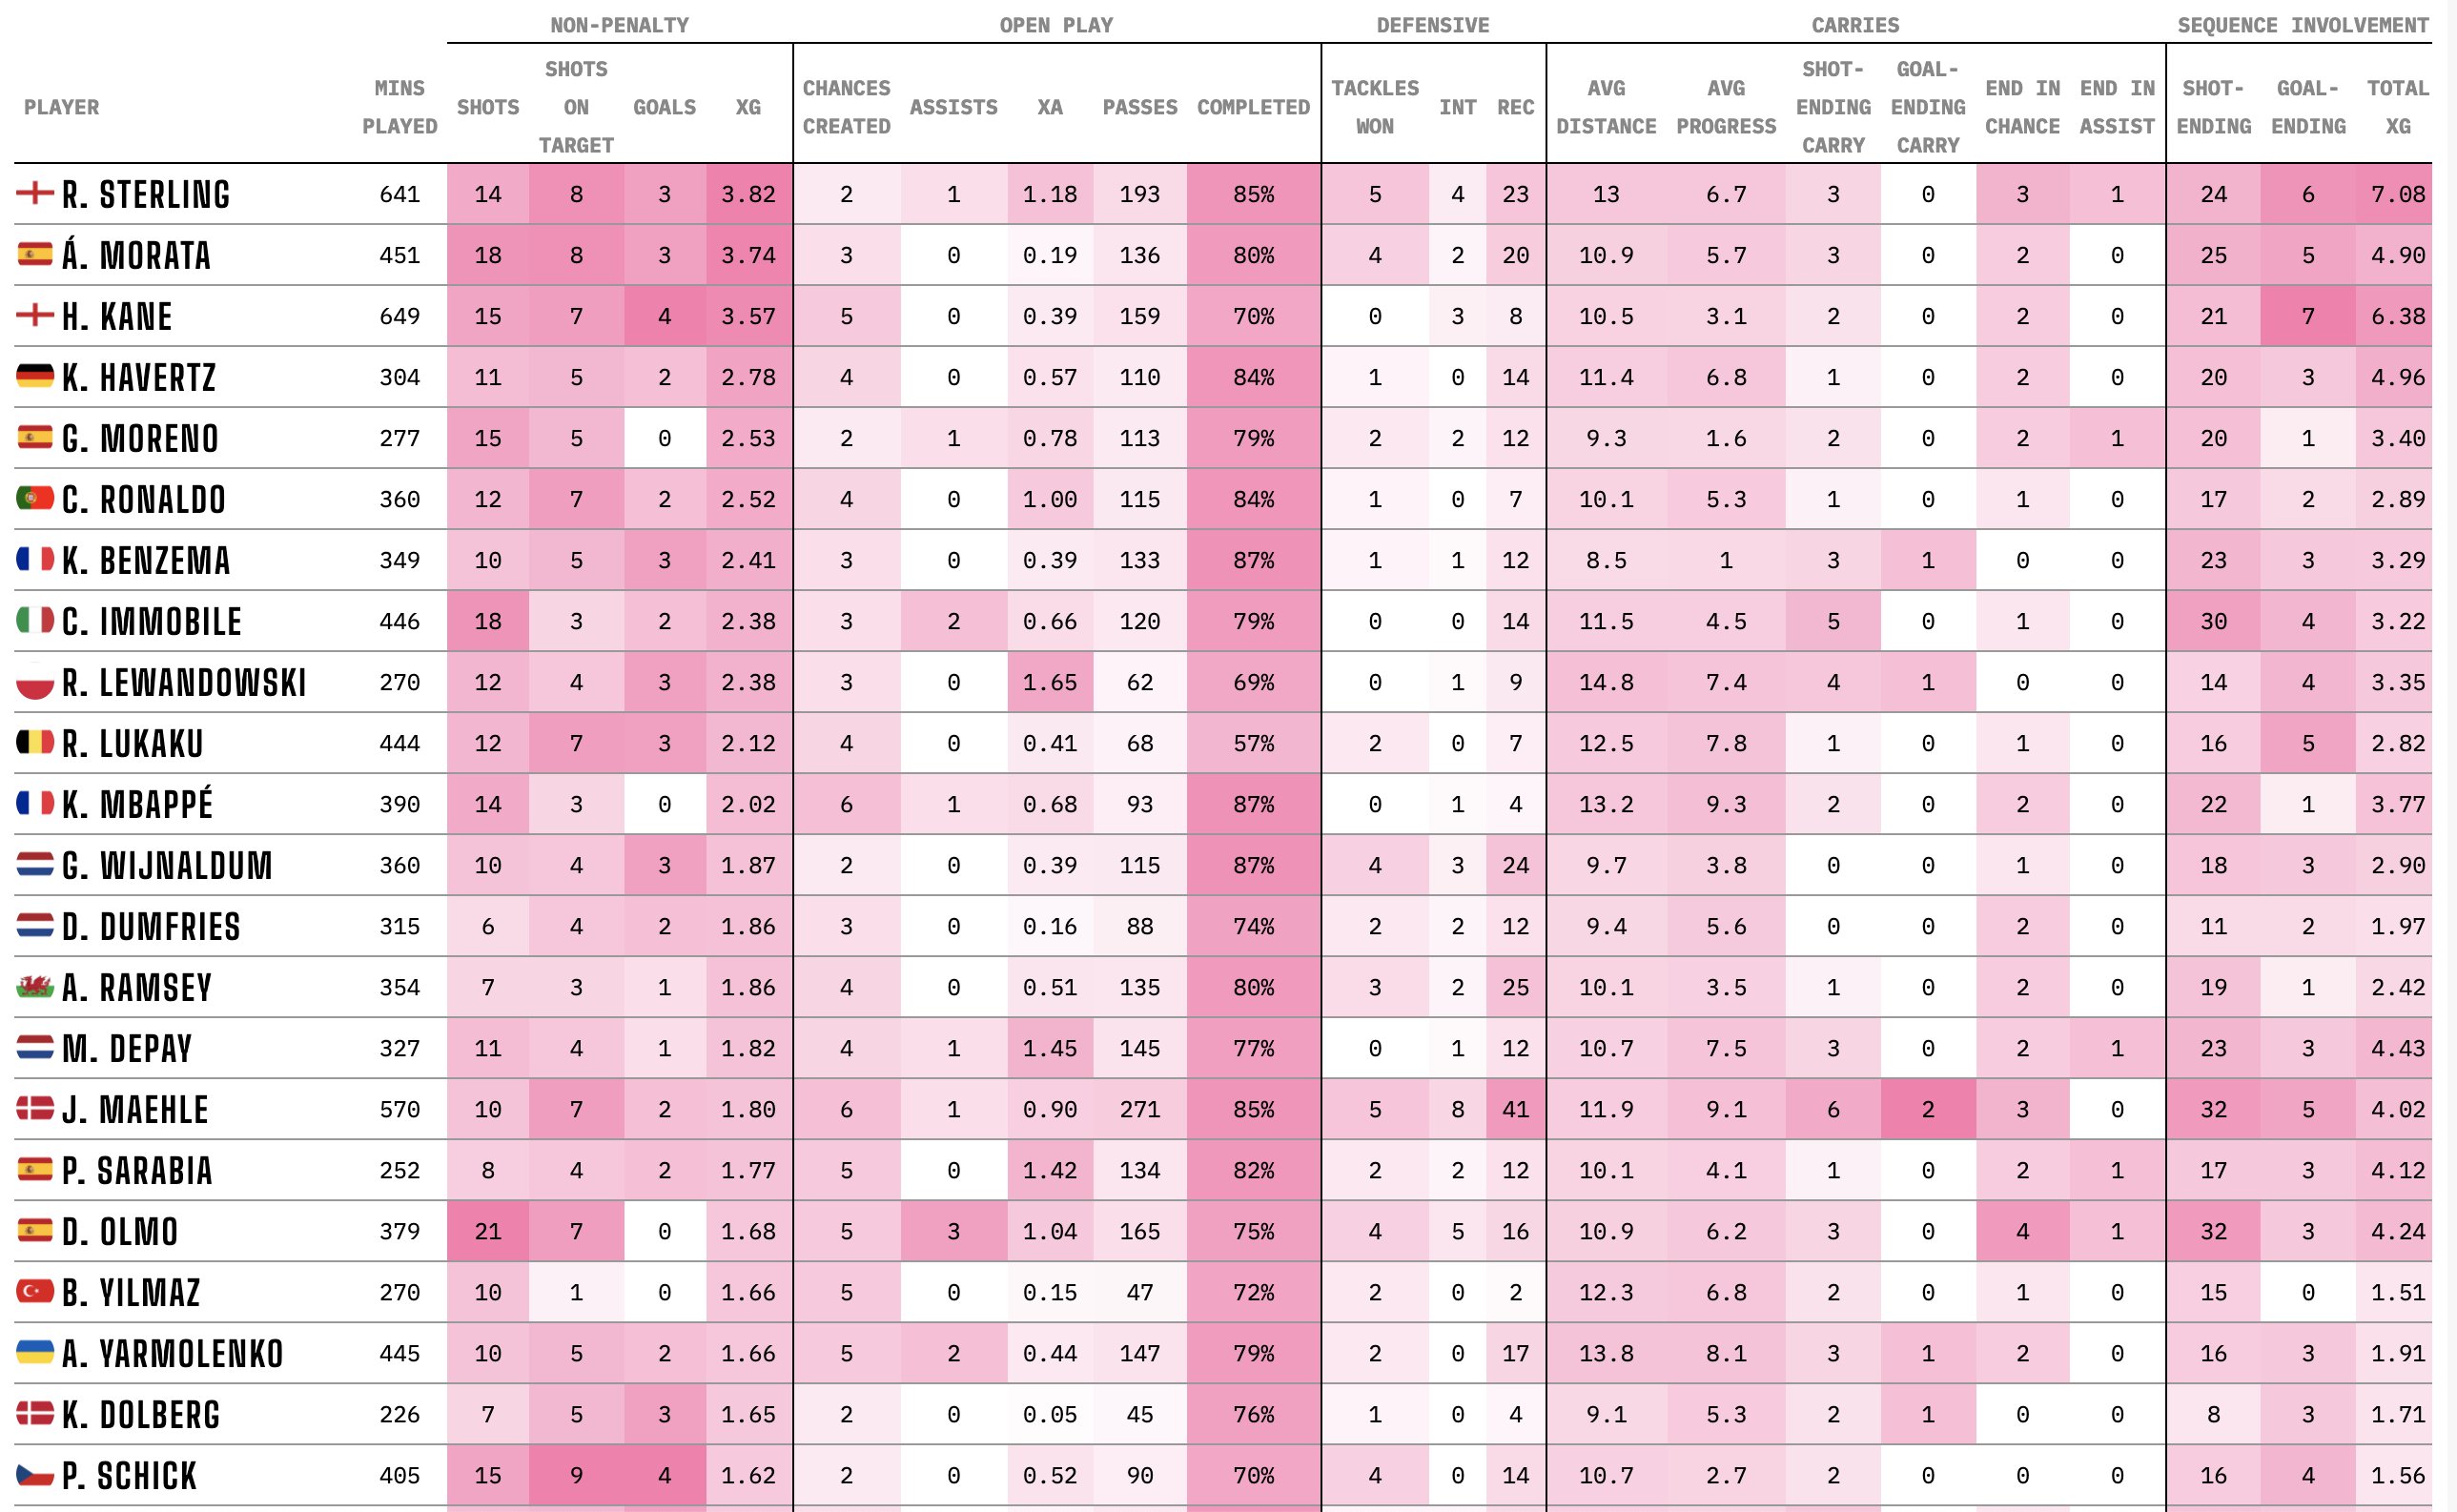 NON-PENALTY OPEN PLAY DEFENSIVE CARRIES SEQUENCE INVOLVEMENT
PLAYER MINS PLAYED SHOTS SHOTS ON TARGET GOALS XG CHANCES CREATED ASSISTS XA PASSES COMPLETED TACKLES WON INT REC AVG DISTANCE AVG PROGRESS SHOT-ENDING CARRY GOAL-ENDING CARRY END IN CHANCE END IN ASSIST SHOT-ENDING GOAL-ENDING TOTAL XG
R. STERLING 641 14 8 3 3.82 2 1 1.18 193 85% 5 4 23 13 6.7 3 0 3 1 24 6 7.08
Á. MORATA 451 18 8 3 3.74 3 0 0.19 136 80% 4 2 20 10.9 5.7 3 0 2 0 25 5 4.90
H. KANE 649 15 7 4 3.57 5 0 0.39 159 70% 0 3 8 10.5 3.1 2 0 2 0 21 7 6.38
K. HAVERTZ 304 11 5 2 2.78 4 0 0.57 110 84% 1 0 14 11.4 6.8 1 0 2 0 20 3 4.96
G. MORENO 277 15 5 0 2.53 2 1 0.78 113 79% 2 2 12 9.3 1.6 2 0 2 1 20 1 3.40
C. RONALDO 360 12 7 2 2.52 4 0 1.00 115 84% 1 0 7 10.1 5.3 1 0 1 0 17 2 2.89
K. BENZEMA 349 10 5 3 2.41 3 0 0.39 133 87% 1 1 12 8.5 1 3 1 0 0 23 3 3.29
C. IMMOBILE 446 18 3 2 2.38 3 2 0.66 120 79% 0 0 14 11.5 4.5 5 0 1 0 30 4 3.22
R. LEWANDOWSKI 270 12 4 3 2.38 3 0 1.65 62 69% 0 1 9 14.8 7.4 4 1 0 0 14 4 3.35
R. LUKAKU 444 12 7 3 2.12 4 0 0.41 68 57% 2 0 7 12.5 7.8 1 0 1 0 16 5 2.82
K. MBAPPÉ 390 14 3 0 2.02 6 1 0.68 93 87% 0 1 4 13.2 9.3 2 0 2 0 22 1 3.77
G. WIJNALDUM 360 10 4 3 1.87 2 0 0.39 115 87% 4 3 24 9.7 3.8 0 0 1 0 18 3 2.90
D. DUMFRIES 315 6 4 2 1.86 3 0 0.16 88 74% 2 2 12 9.4 5.6 0 0 2 0 11 2 1.97
A. RAMSEY 354 7 3 1 1.86 4 0 0.51 135 80% 3 2 25 10.1 3.5 1 0 2 0 19 1 2.42
M. DEPAY 327 11 4 1 1.82 4 1 1.45 145 77% 0 1 12 10.7 7.5 3 0 2 1 23 3 4.43
J. MAEHLE 570 10 7 2 1.80 6 1 0.90 271 85% 5 8 41 11.9 9.1 6 2 3 0 32 5 4.02
P. SARABIA 252 8 4 2 1.77 5 0 1.42 134 82% 2 2 12 10.1 4.1 1 0 2 1 17 3 4.12
D. OLMO 379 21 7 0 1.68 5 3 1.04 165 75% 4 5 16 10.9 6.2 3 0 4 1 32 3 4.24
B. YILMAZ 270 10 1 0 1.66 5 0 0.15 47 72% 2 0 2 12.3 6.8 2 0 1 0 15 0 1.51
A. YARMOLENKO 445 10 5 2 1.66 5 2 0.44 147 79% 2 0 17 13.8 8.1 3 1 2 0 16 3 1.91
K. DOLBERG 226 7 5 3 1.65 2 0 0.05 45 76% 1 0 4 9.1 5.3 2 1 0 0 8 3 1.71
P. SCHICK 405 15 9 4 1.62 2 0 0.52 90 70% 4 0 14 10.7 2.7 2 0 0 0 16 4 1.56